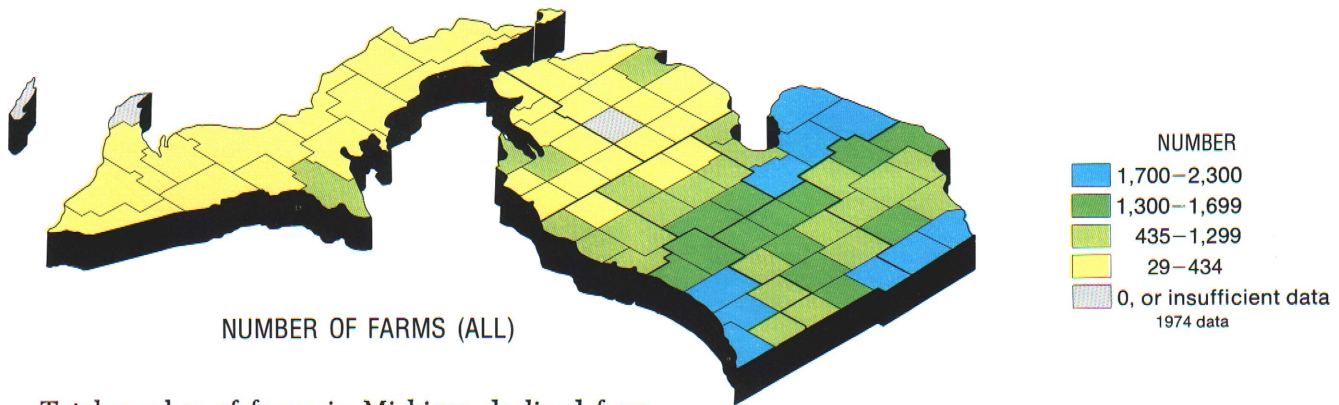 NUMBER
1,700–2,300
1,300–1,699
435–1,299
29–434
0, or insufficient data
1974 data
NUMBER OF FARMS (ALL)